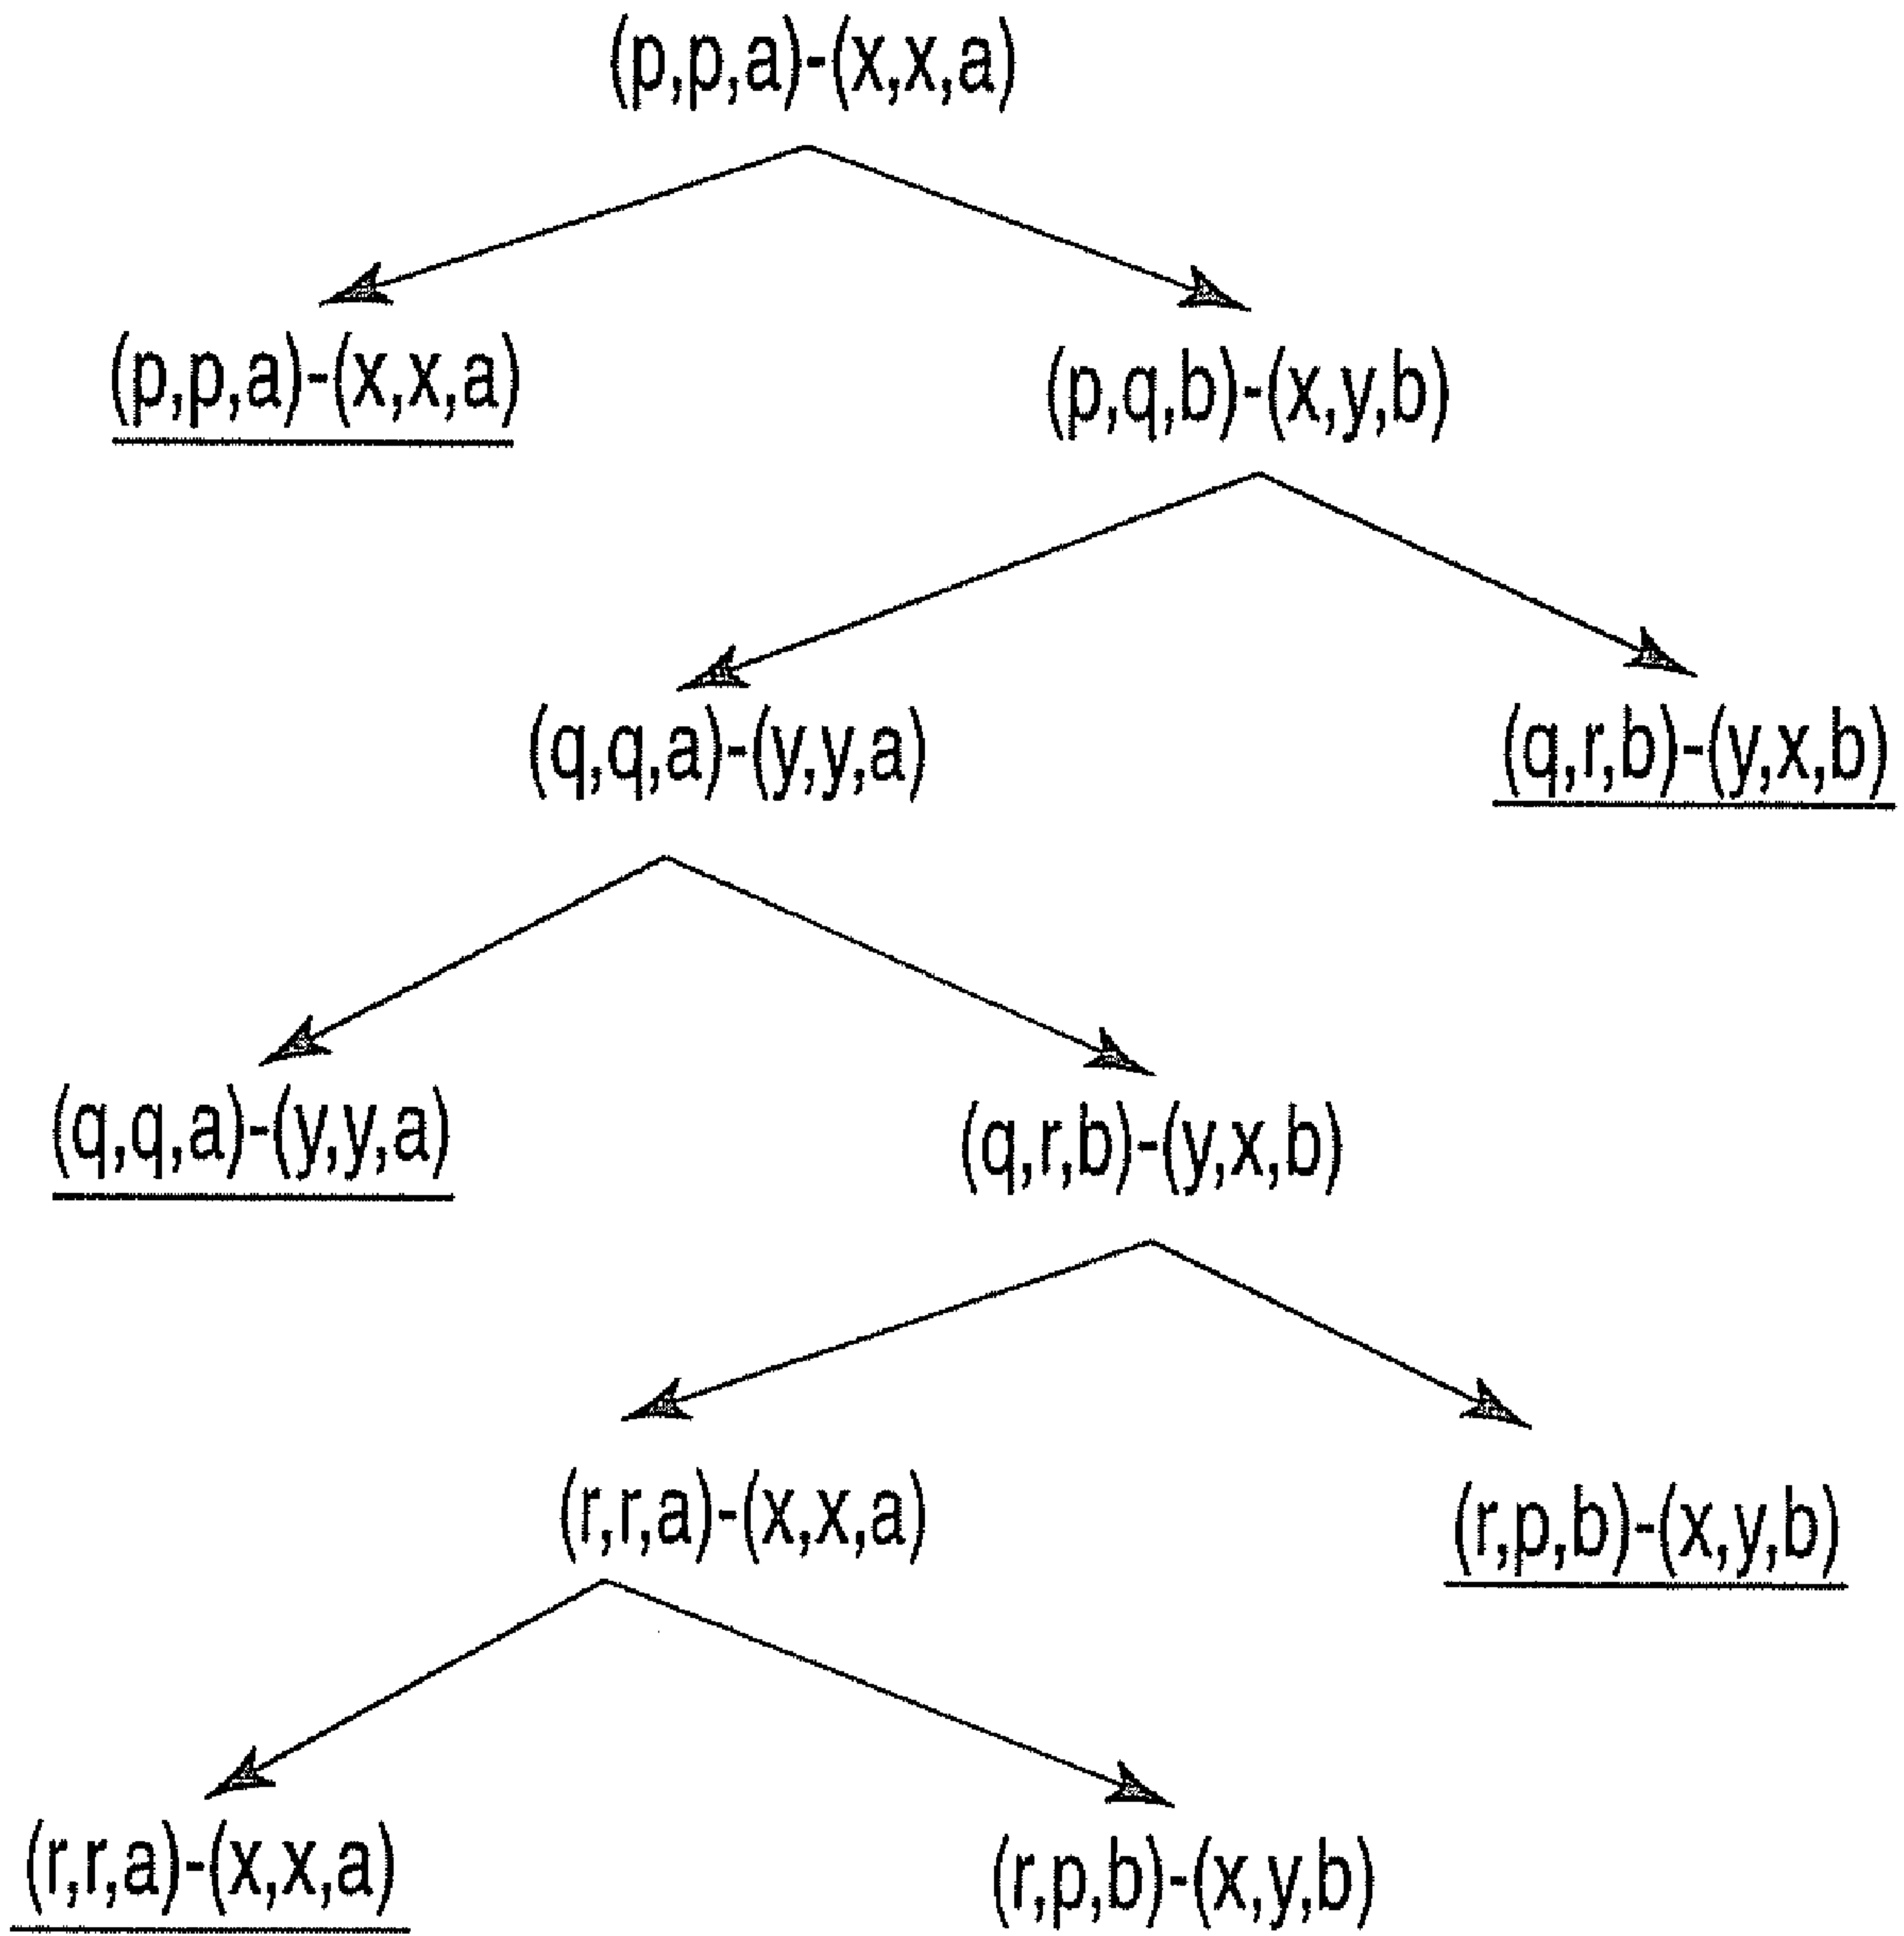 (p,p,a)-(x,x,a)
(p,p,a)-(x,x,a)
(p,q,b)-(x,y,b)
(q,q,a)-(y,y,a)
(q,r,b)-(y,x,b)
(q,q,a)-(y,y,a)
(q,r,b)-(y,x,b)
(r,r,a)-(x,x,a)
(r,p,b)-(x,y,b)
(r,r,a)-(x,x,a)
(r,p,b)-(x,y,b)